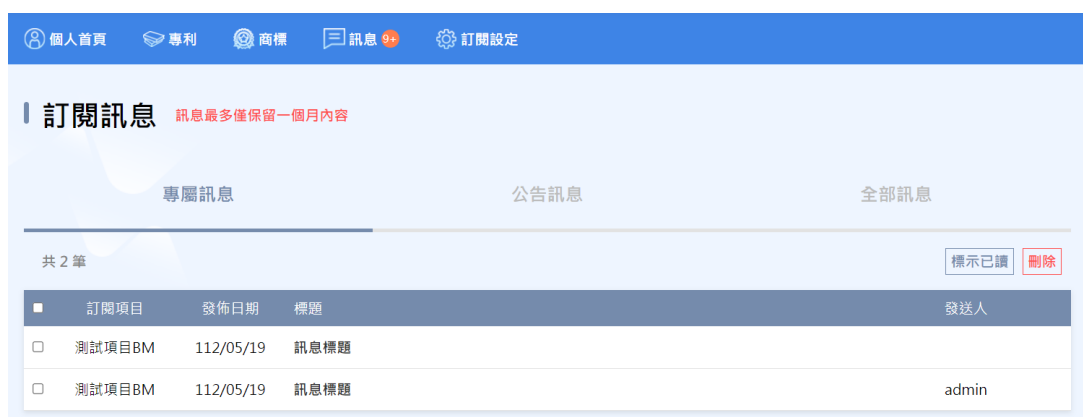 個人首頁 專利 商標 訊息 9+ 訂閱設定
訂閱訊息 訊息最多僅保留一個月內容
專屬訊息 公告訊息 全部訊息
共 2 筆 標示已讀 刪除
訂閱項目 發佈日期 標題 發送人
測試項目BM 112/05/19 訊息標題
測試項目BM 112/05/19 訊息標題 admin